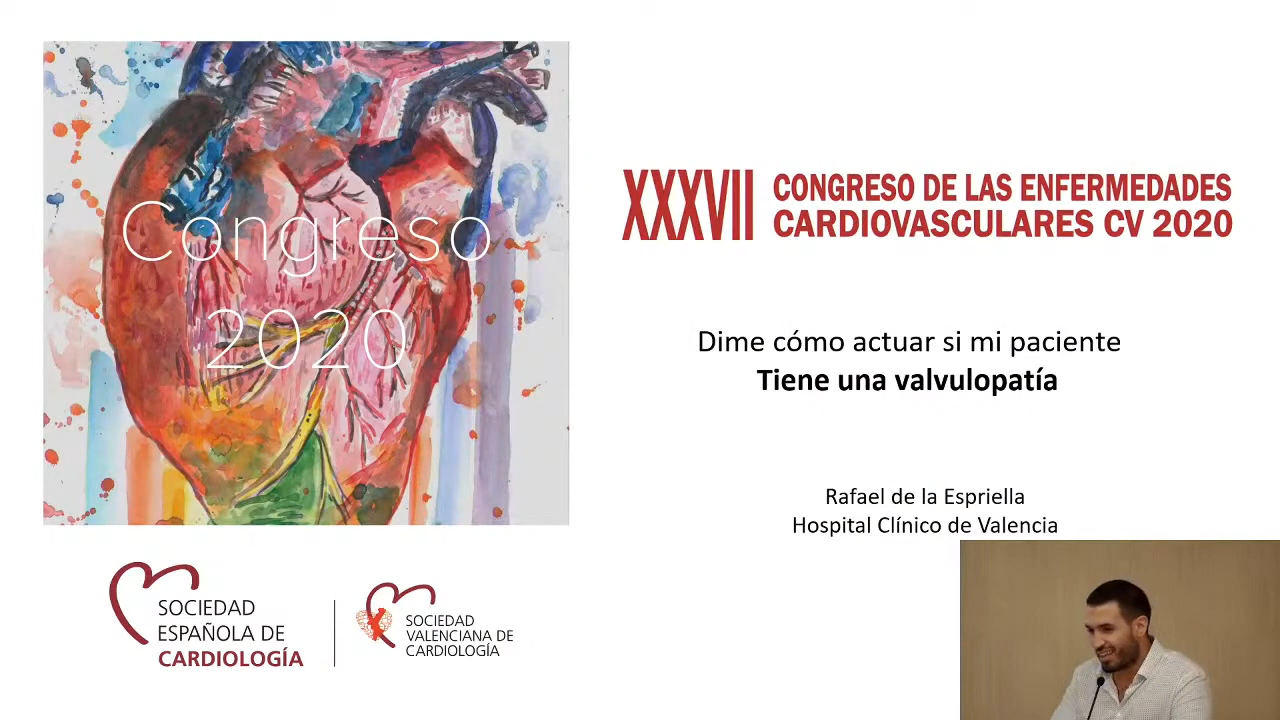 Congreso
2020
XXXVII
CONGRESO DE LAS ENFERMEDADES
CARDIOVASCULARES CV 2020
Dime cómo actuar si mi paciente
Tiene una valvulopatía
Rafael de la Espriella
Hospital Clínico de Valencia
SOCIEDAD
ESPAÑOLA DE
CARDIOLOGÍA
SOCIEDAD
VALENCIANA DE
CARDIOLOGÍA